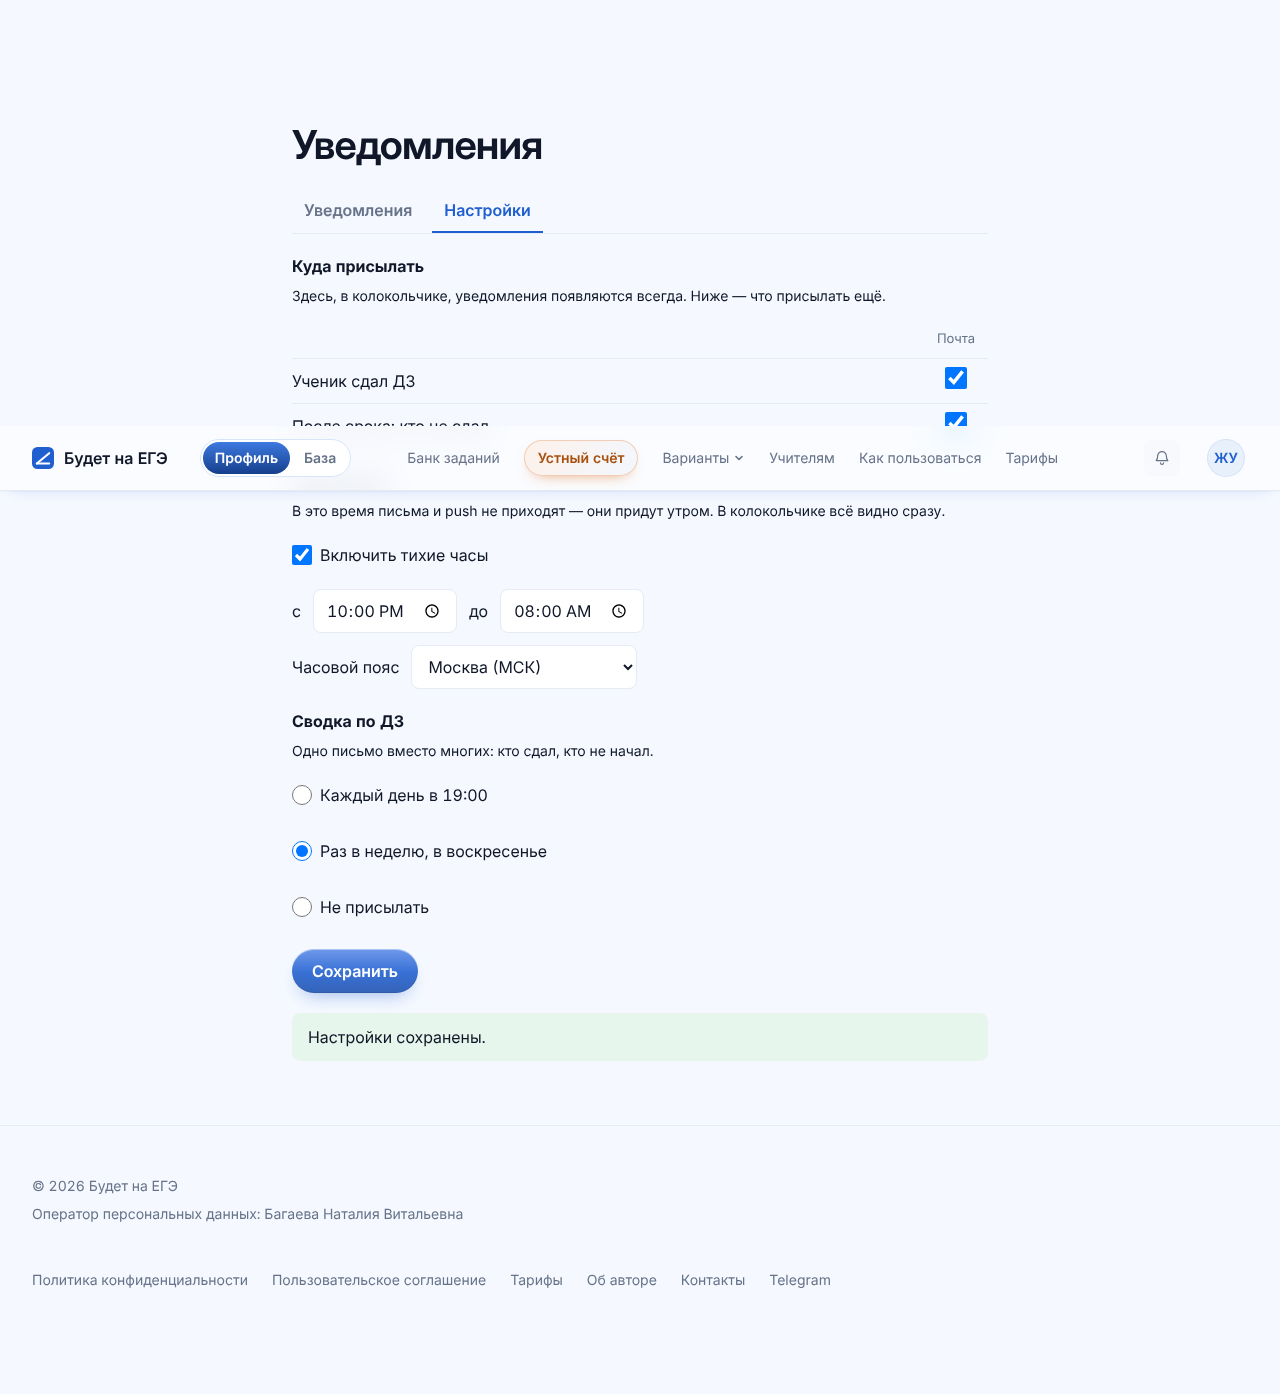 Уведомления
Уведомления Настройки
Куда присылать
Здесь, в колокольчике, уведомления появляются всегда. Ниже — что присылать ещё.
Почта
Ученик сдал ДЗ
После срока: кто не сдал
Будет на ЕГЭ Профиль База Банк заданий Устный счёт Варианты Учителям Как пользоваться Тарифы ЖУ
В это время письма и push не приходят — они придут утром. В колокольчике всё видно сразу.
Включить тихие часы
с 10:00 PM до 08:00 AM
Часовой пояс Москва (МСК)
Сводка по ДЗ
Одно письмо вместо многих: кто сдал, кто не начал.
Каждый день в 19:00
Раз в неделю, в воскресенье
Не присылать
Сохранить
Настройки сохранены.
© 2026 Будет на ЕГЭ
Оператор персональных данных: Багаева Наталия Витальевна
Политика конфиденциальности Пользовательское соглашение Тарифы Об авторе Контакты Telegram